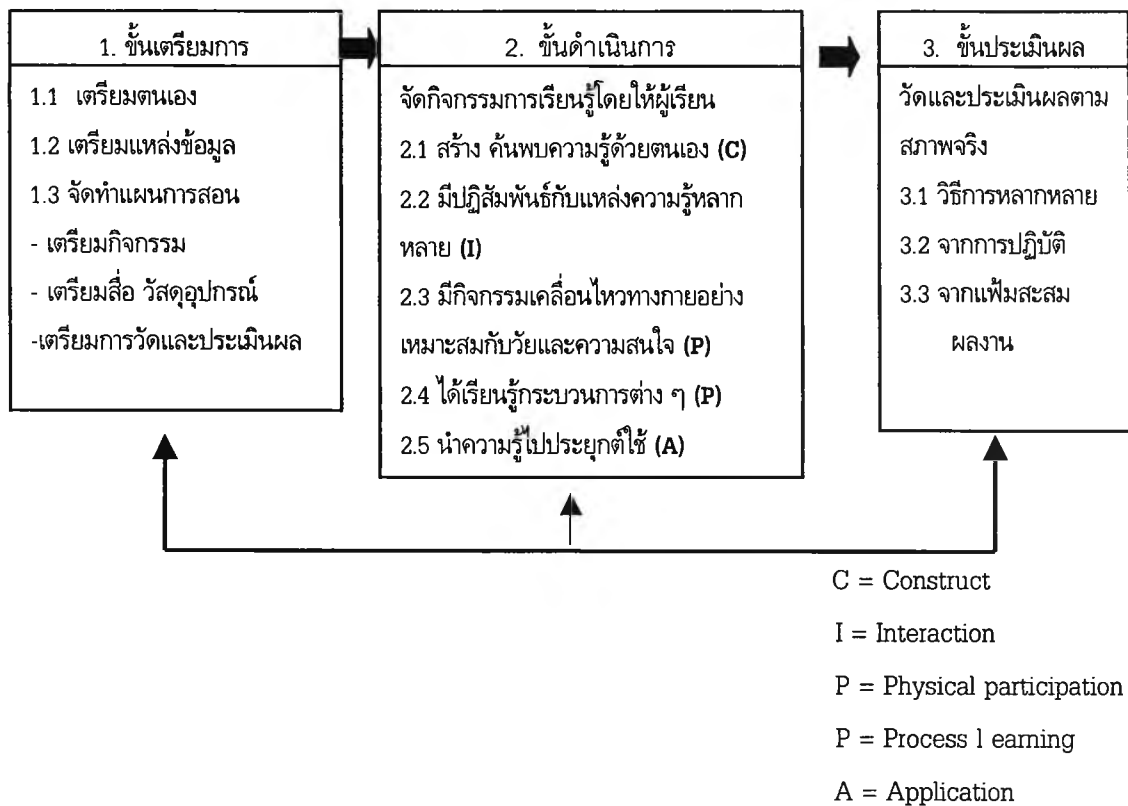 1. ขั้นเตรียมการ
1.1 เตรียมตนเอง
1.2 เตรียมแหล่งข้อมูล
1.3 จัดทำแผนการสอน
- เตรียมกิจกรรม
- เตรียมสื่อ วัสดุอุปกรณ์
-เตรียมการวัดและประเมินผล
2. ขั้นดำเนินการ
จัดกิจกรรมการเรียนรู้โดยให้ผู้เรียน
2.1 สร้าง ค้นพบความรู้ด้วยตนเอง (C)
2.2 มีปฏิสัมพันธ์กับแหล่งความรู้หลาก
หลาย (I)
2.3 มีกิจกรรมเคลื่อนไหวทางกายอย่าง
เหมาะสมกับวัยและความสนใจ (P)
2.4 ได้เรียนรู้กระบวนการต่าง ๆ (P)
2.5 นำความรู้ไปประยุกต์ใช้ (A)
3. ขั้นประเมินผล
วัดและประเมินผลตาม
สภาพจริง
3.1 วิธีการหลากหลาย
3.2 จากการปฏิบัติ
3.3 จากแฟ้มสะสม
ผลงาน
C = Construct
I = Interaction
P = Physical participation
P = Process l earning
A = Application